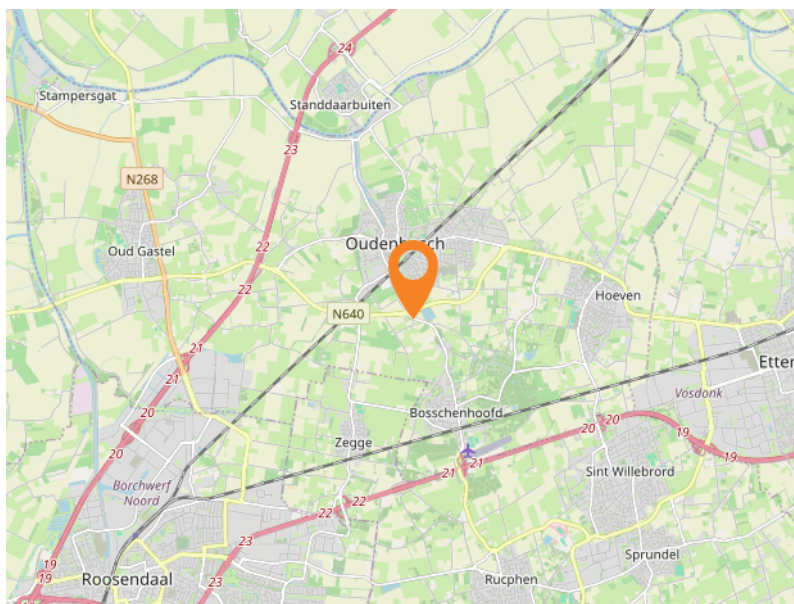 24
Stampersgat
Standdaarbuiten
23
N268
22
Oudenbosch
Oud Gastel
22
Hoeven
N640
21
21
Etten
Vosdonk
20
Bosschenhoofd
20
20
19
Zegge
19
20
21
21
Borchwerf
Noord
Sint Willebrord
22
22
23
19
19
Roosendaal
23
Rucphen
Sprundel